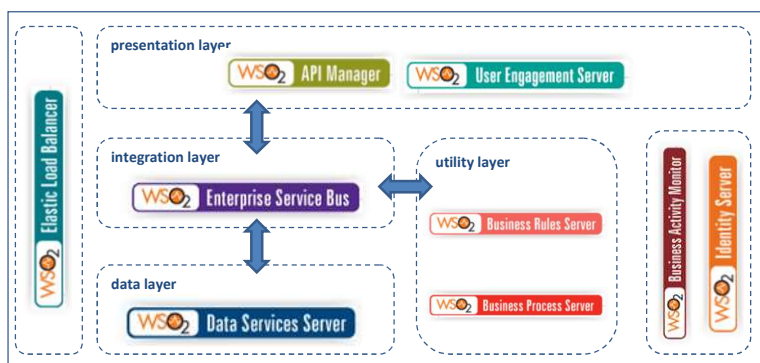 presentation layer
WSO2 API Manager
WSO2 User Engagement Server
WSO2 Elastic Load Balancer
integration layer
WSO2 Enterprise Service Bus
utility layer
WSO2 Business Rules Server
WSO2 Business Process Server
data layer
WSO2 Data Services Server
WSO2 Business Activity Monitor
WSO2 Identity Server